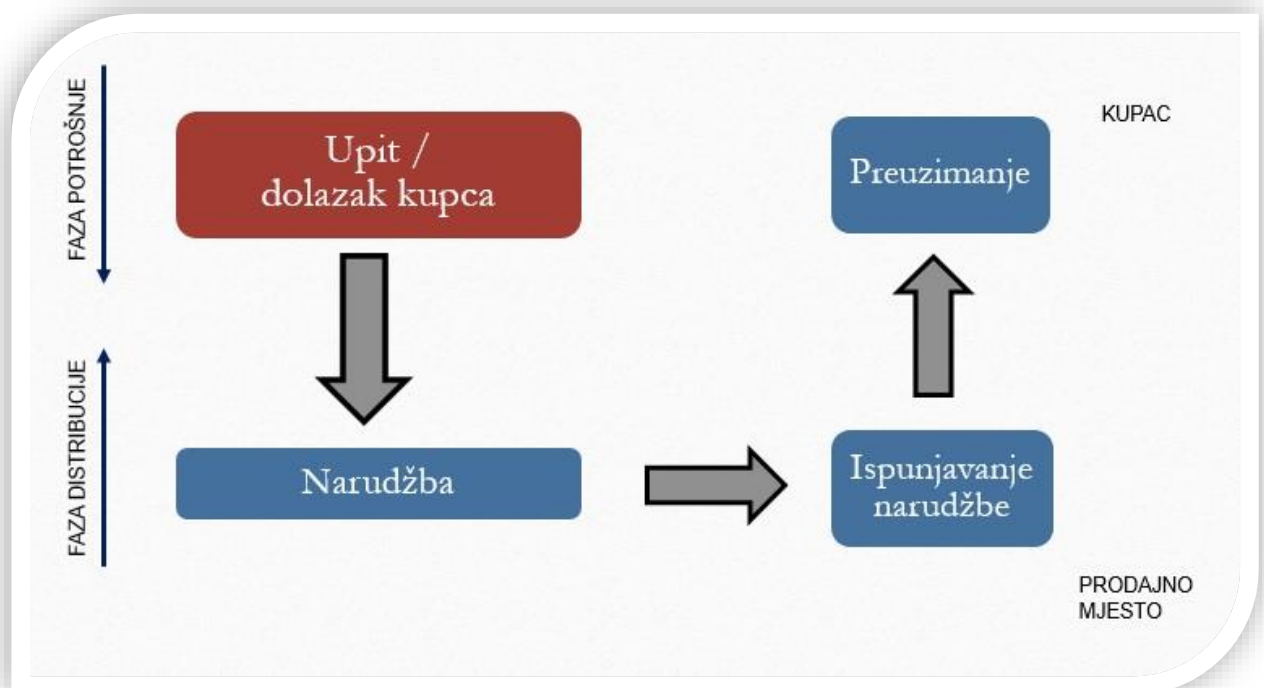 FAZA POTROŠNJE
Upit /
dolazak kupca
Preuzimanje
KUPAC
FAZA DISTRIBUCIJE
Narudžba
Ispunjavanje
narudžbe
PRODAJNO
MJESTO